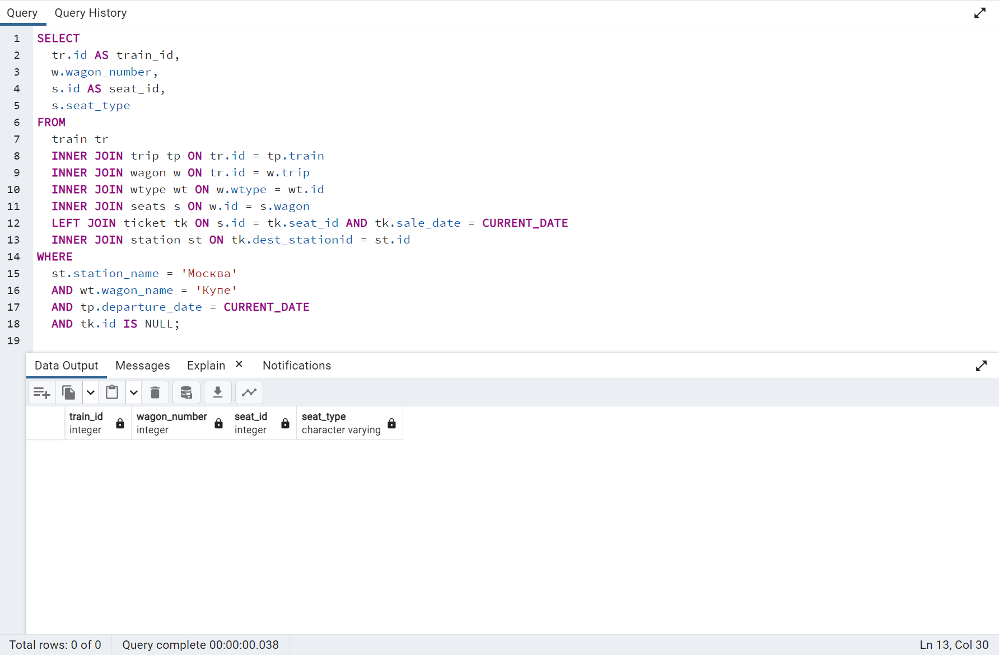 Query Query History
1 SELECT
2 tr.id AS train_id,
3 w.wagon_number,
4 s.id AS seat_id,
5 s.seat_type
6 FROM
7 train tr
8 INNER JOIN trip tp ON tr.id = tp.train
9 INNER JOIN wagon w ON tr.id = w.trip
10 INNER JOIN wtype wt ON w.wtype = wt.id
11 INNER JOIN seats s ON w.id = s.wagon
12 LEFT JOIN ticket tk ON s.id = tk.seat_id AND tk.sale_date = CURRENT_DATE
13 INNER JOIN station st ON tk.dest_stationid = st.id
14 WHERE
15 st.station_name = 'Москва'
16 AND wt.wagon_name = 'Купе'
17 AND tp.departure_date = CURRENT_DATE
18 AND tk.id IS NULL;
19
Data Output Messages Explain × Notifications
train_id wagon_number seat_id seat_type
integer integer integer character varying
Total rows: 0 of 0 Query complete 00:00:00.038 Ln 13, Col 30